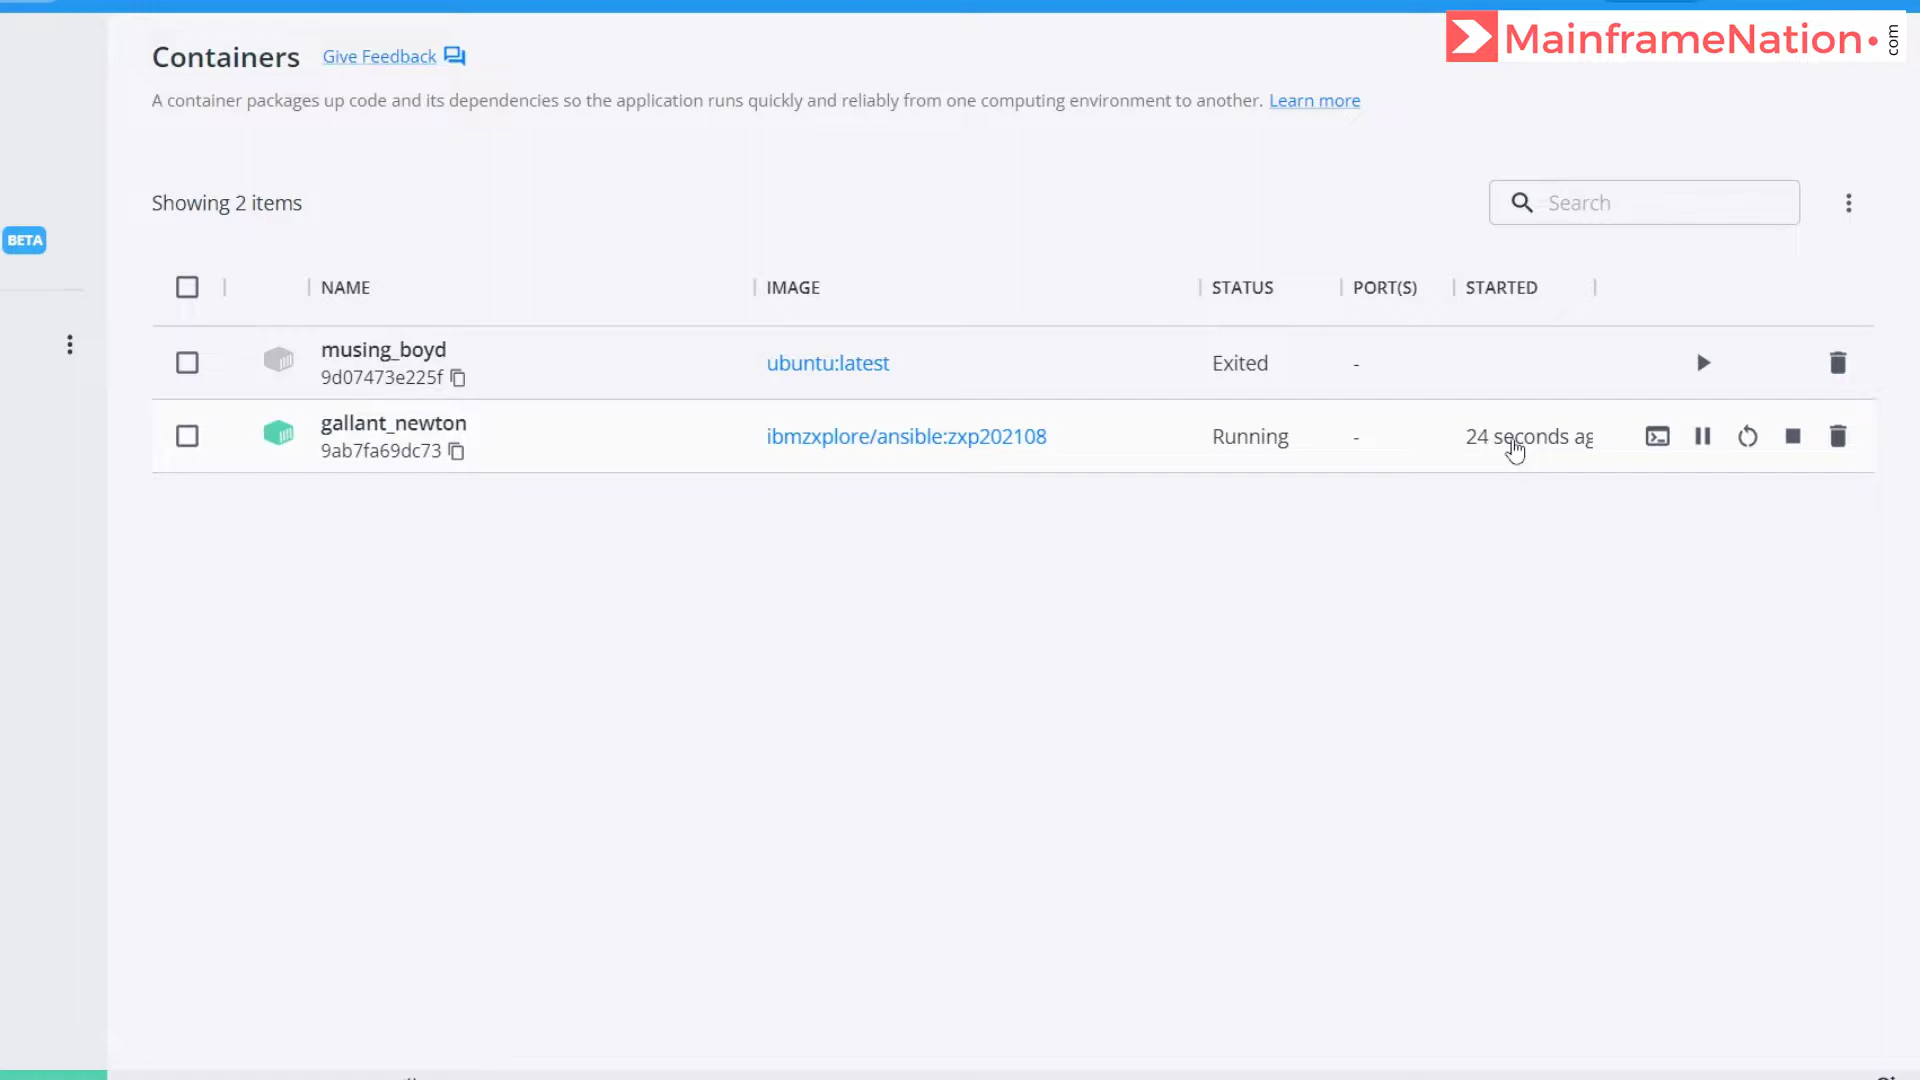 MainframeNation.com
Containers Give Feedback
A container packages up code and its dependencies so the application runs quickly and reliably from one computing environment to another. Learn more
Showing 2 items
Search
BETA
NAME IMAGE STATUS PORT(S) STARTED
musing_boyd
9d07473e225f
ubuntu:latest Exited -
gallant_newton
9ab7fa69dc73
ibmzxplore/ansible:zxp202108 Running - 24 seconds ag